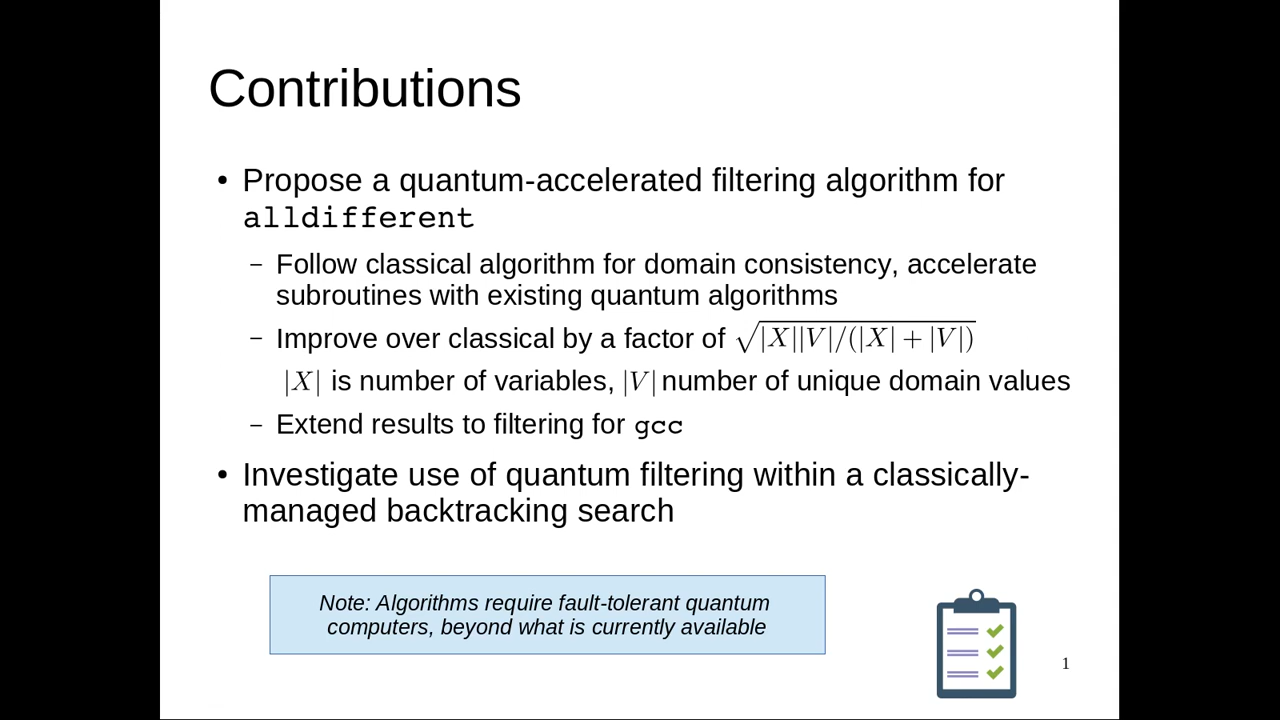 Contributions
• Propose a quantum-accelerated filtering algorithm for
alldifferent
– Follow classical algorithm for domain consistency, accelerate
subroutines with existing quantum algorithms
– Improve over classical by a factor of √|X||V|/(|X| + |V|)
|X| is number of variables, |V| number of unique domain values
– Extend results to filtering for gcc
• Investigate use of quantum filtering within a classically-
managed backtracking search
Note: Algorithms require fault-tolerant quantum
computers, beyond what is currently available
1